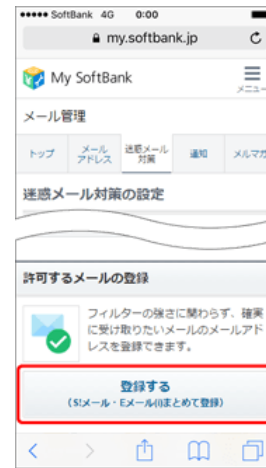 SoftBank 4G 0:00
my.softbank.jp
My SoftBank
メニュー
メール管理
トップ
メール
アドレス
迷惑メール
対策
通知
メルマガ
迷惑メール対策の設定
許可するメールの登録
フィルターの強さに関わらず、確実
に受け取りたいメールのメールアド
レスを登録できます。
登録する
(S!メール・Eメール(i)まとめて登録)